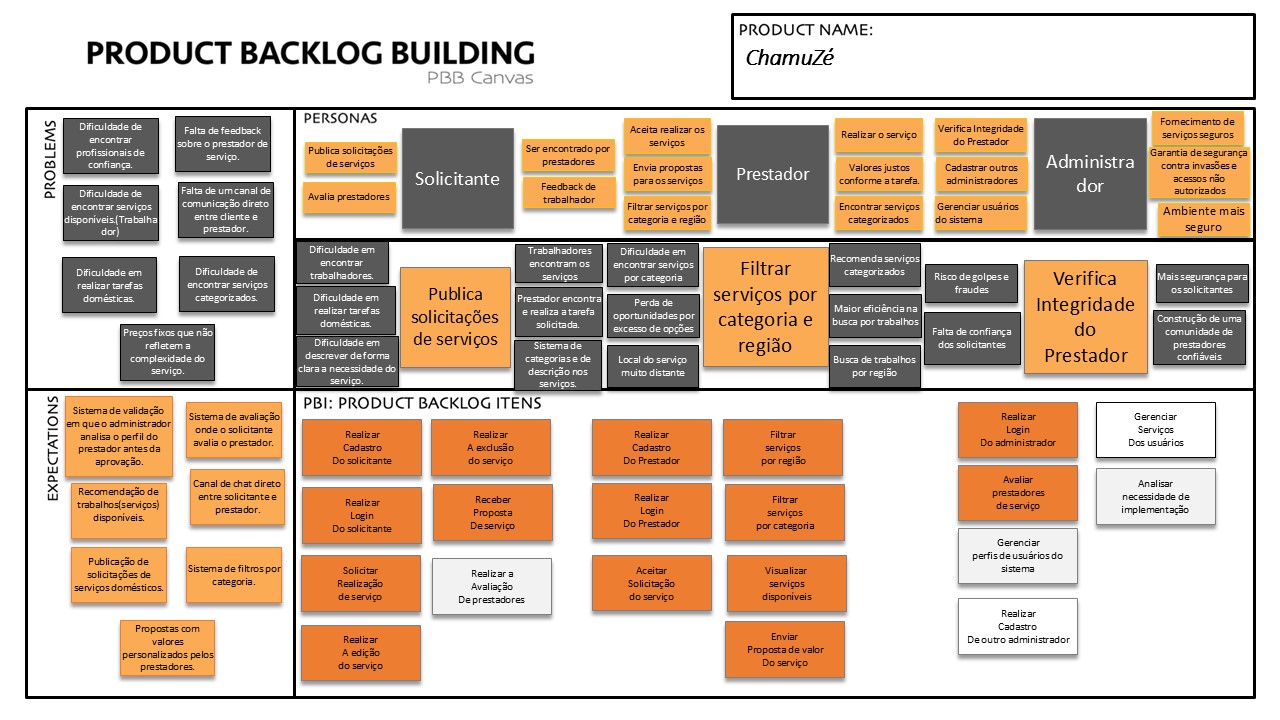 PRODUCT BACKLOG BUILDING
PBB Canvas
PRODUCT NAME:
ChamuZé
PROBLEMS
Dificuldade de
encontrar
profissionais de
confiança.
Falta de feedback
sobre o prestador de
serviço.
Dificuldade de
encontrar serviços
disponíveis.(Trabalha
dor)
Falta de um canal de
comunicação direto
entre cliente e
prestador.
Dificuldade em
realizar tarefas
domésticas.
Dificuldade de
encontrar serviços
categorizados.
Preços fixos que não
refletem a
complexidade do
serviço.
PERSONAS
Publica solicitações
de serviços
Avalia prestadores
Solicitante
Ser encontrado por
prestadores
Feedback de
trabalhador
Aceita realizar os
serviços
Envia propostas
para os serviços
Filtrar serviços por
categoria e região
Prestador
Realizar o serviço
Valores justos
conforme a tarefa.
Encontrar serviços
categorizados
Verifica Integridade
do Prestador
Cadastrar outros
administradores
Gerenciar usuários
do sistema
Administra
dor
Fornecimento de
serviços seguros
Garantia de segurança
contra invasões e
acessos não
autorizados
Ambiente mais
seguro
Dificuldade em
encontrar
trabalhadores.
Dificuldade em
realizar tarefas
domésticas.
Dificuldade em
descrever de forma
clara a necessidade do
serviço.
Publica
solicitações
de serviços
Trabalhadores
encontram os
serviços
Prestador encontra
e realiza a tarefa
solicitada.
Sistema de
categorias e de
descrição nos
serviços.
Dificuldade em
encontrar serviços
por categoria
Perda de
oportunidades por
excesso de opções
Local do serviço
muito distante
Filtrar
serviços por
categoria e
região
Recomenda serviços
categorizados
Maior eficiência na
busca por trabalhos
Busca de trabalhos
por região
Risco de golpes e
fraudes
Falta de confiança
dos solicitantes
Verifica
Integridade
do
Prestador
Mais segurança para
os solicitantes
Construção de uma
comunidade de
prestadores
confiáveis
EXPECTATIONS
Sistema de validação
em que o administrador
analisa o perfil do
prestador antes da
aprovação.
Sistema de avaliação
onde o solicitante
avalia o prestador.
Recomendação de
trabalhos(serviços)
disponíveis.
Canal de chat direto
entre solicitante e
prestador.
Publicação de
solicitações de
serviços domésticos.
Sistema de filtros por
categoria.
Propostas com
valores
personalizados pelos
prestadores.
PBI: PRODUCT BACKLOG ITENS
Realizar
Cadastro
Do solicitante
Realizar
A exclusão
do serviço
Realizar
Login
Do solicitante
Receber
Proposta
De serviço
Solicitar
Realização
de serviço
Realizar a
Avaliação
De prestadores
Realizar
A edição
do serviço
Realizar
Cadastro
Do Prestador
Filtrar
serviços
por região
Realizar
Login
Do Prestador
Filtrar
serviços
por categoria
Aceitar
Solicitação
do serviço
Visualizar
serviços
disponíveis
Enviar
Proposta de valor
Do serviço
Realizar
Login
Do administrador
Gerenciar
Serviços
Dos usuários
Avaliar
prestadores
de serviço
Analisar
necessidade de
implementação
Gerenciar
perfis de usuários do
sistema
Realizar
Cadastro
De outro administrador